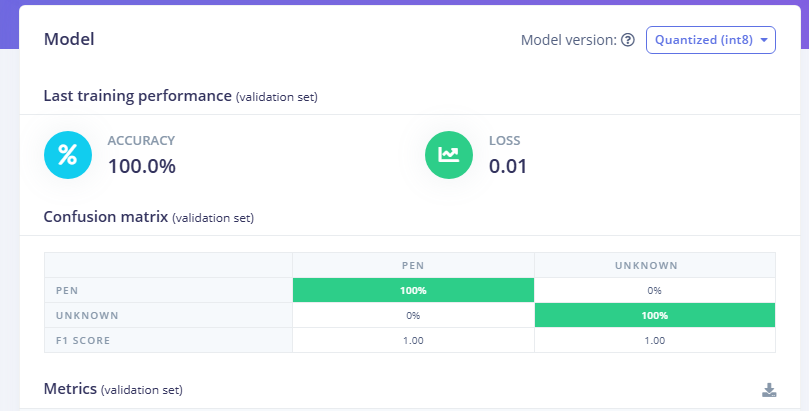 Model
Model version: Quantized (int8)
Last training performance (validation set)
%
ACCURACY
100.0%
LOSS
0.01
Confusion matrix (validation set)
PEN UNKNOWN
PEN 100% 0%
UNKNOWN 0% 100%
F1 SCORE 1.00 1.00
Metrics (validation set)